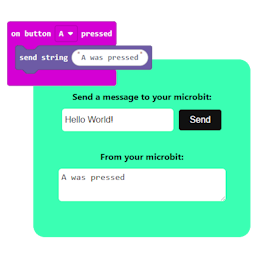 on button A pressed
send string "A was pressed"
Send a message to your microbit:
Hello World!
Send
From your microbit:
A was pressed